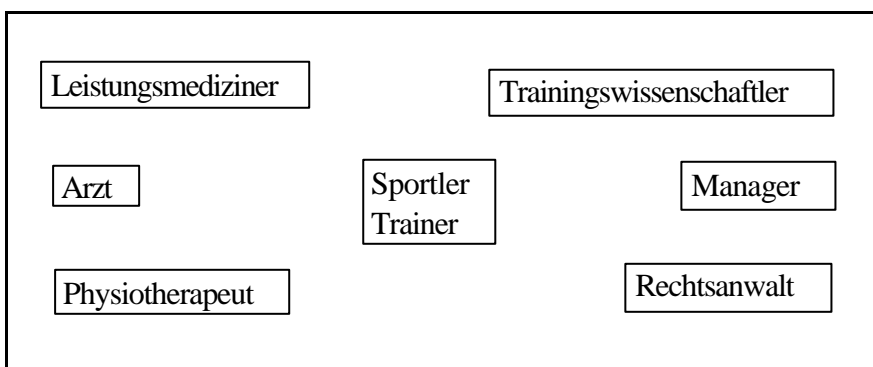 Leistungsmediziner
Trainingswissenschaftler
Arzt
Sportler
Trainer
Manager
Physiotherapeut
Rechtsanwalt